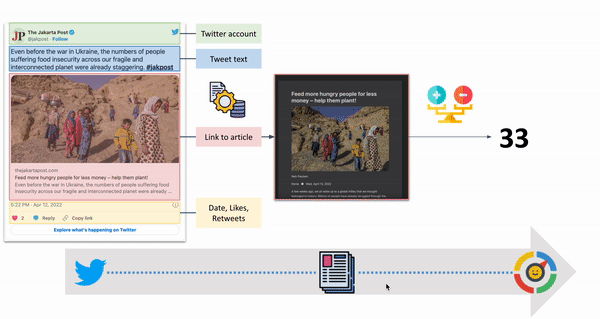 The Jakarta Post
@jakpost Follow
Even before the war in Ukraine, the numbers of people
suffering food insecurity across our fragile and
interconnected planet were already staggering. #jakpost
thejakartapost.com
Feed more hungry people for less money – help them plant!
Even before the war in Ukraine, the numbers of people suffering food
insecurity across our fragile and interconnected planet were already ...
5:22 PM · Apr 12, 2022
2 Reply Copy link
Explore what's happening on Twitter
Twitter account
Tweet text
Link to article
Date, Likes,
Retweets
Feed more hungry people for less
money – help them plant!
33